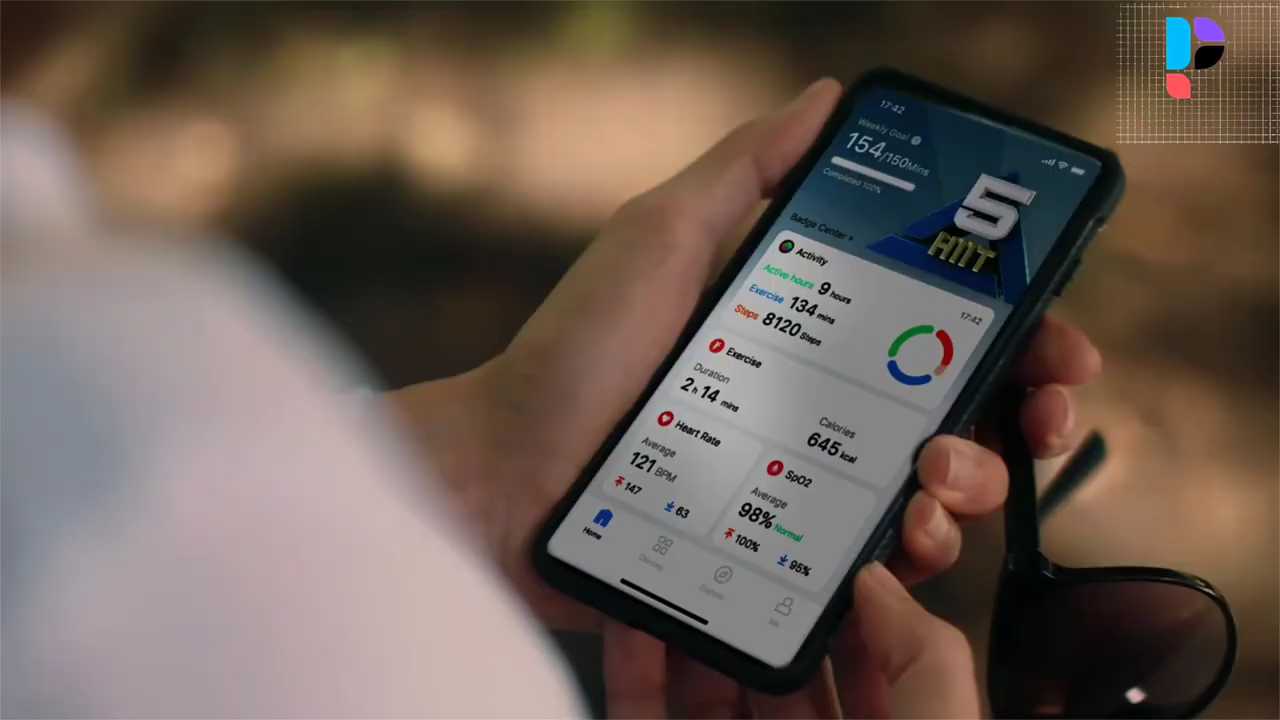 17:42
Weekly Goal
154/150Mins
Completed 100%
5
HIIT
Badge Center
Activity
17:42
Active hours 9 hours
Exercise 134 mins
Steps 8120 Steps
Exercise
Duration
2 h 14 mins
Calories
645 kcal
Heart Rate
Average
121 BPM
147
63
SpO2
Average
98% Normal
100%
95%
Home